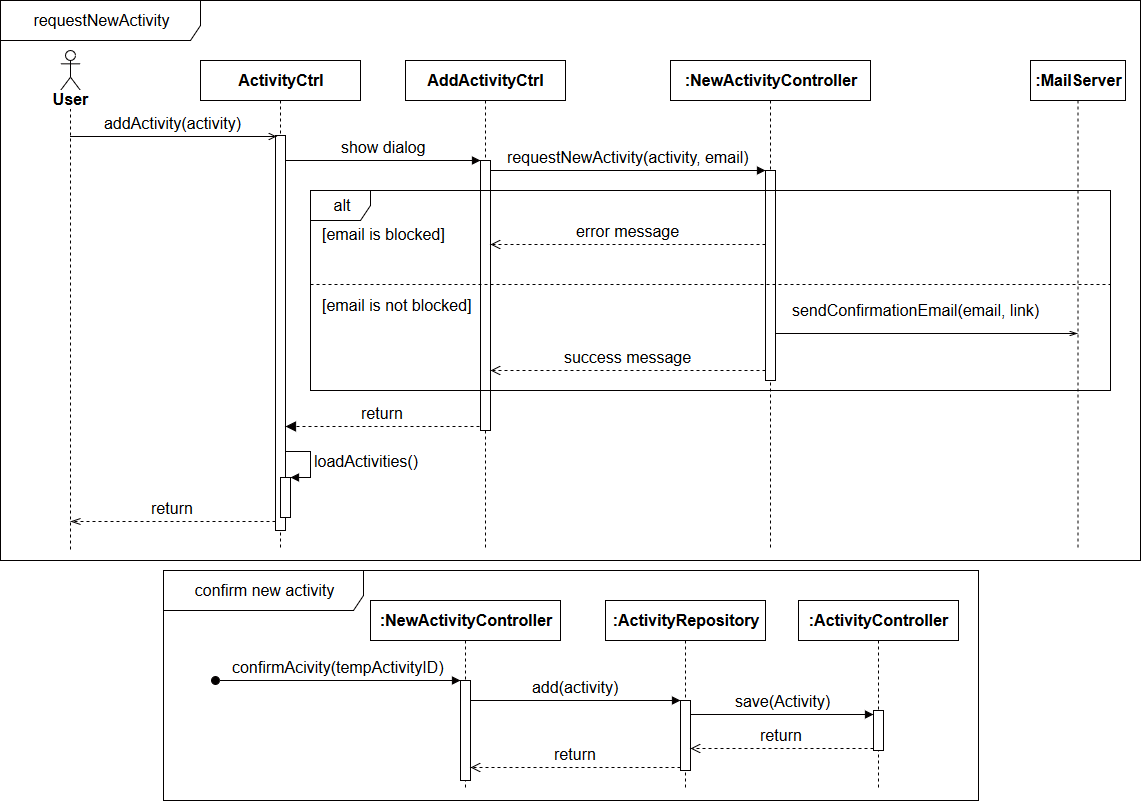 requestNewActivity
User
ActivityCtrl
AddActivityCtrl
:NewActivityController
:MailServer
addActivity(activity)
show dialog
requestNewActivity(activity, email)
alt
[email is blocked]
error message
[email is not blocked]
sendConfirmationEmail(email, link)
success message
return
loadActivities()
return
confirm new activity
:NewActivityController
:ActivityRepository
:ActivityController
confirmAcivity(tempActivityID)
add(activity)
save(Activity)
return
return